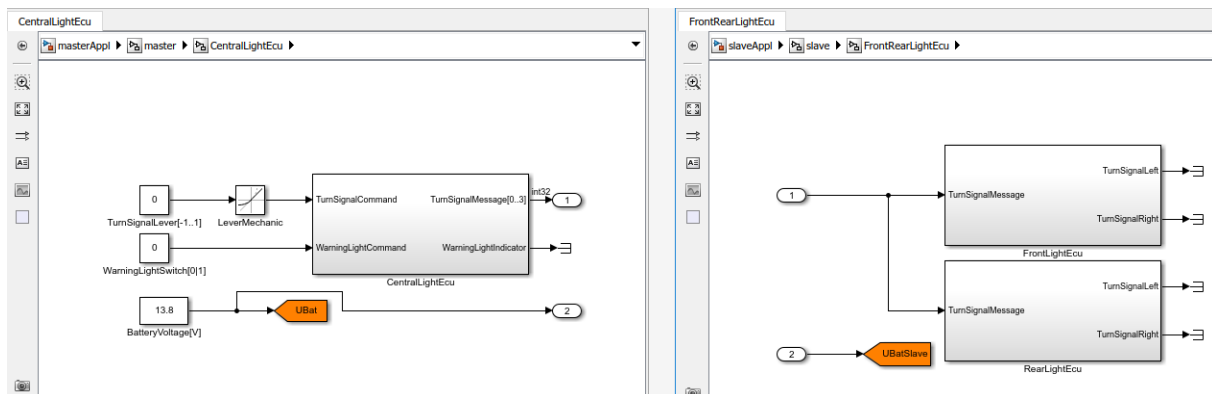 CentralLightEcu
masterAppl master CentralLightEcu
0
TurnSignalLever[-1..1]
LeverMechanic
0
WarningLightSwitch[0|1]
TurnSignalCommand
TurnSignalMessage[0..3]
int32
1
WarningLightCommand
WarningLightIndicator
CentralLightEcu
13.8
BatteryVoltage[V]
UBat
2
FrontRearLightEcu
slaveAppl slave FrontRearLightEcu
1
TurnSignalMessage
TurnSignalLeft
TurnSignalRight
FrontLightEcu
TurnSignalMessage
TurnSignalLeft
TurnSignalRight
RearLightEcu
2
UBatSlave